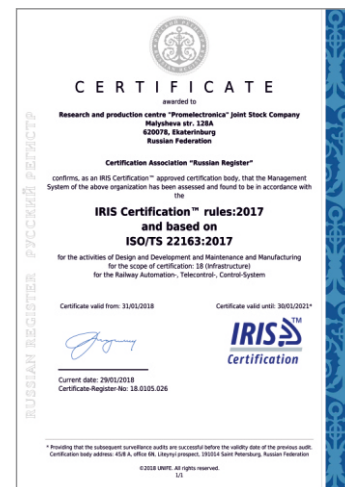 CERTIFICATE
awarded to
Research and production centre "Promelectronica" Joint Stock Company
Malysheva str. 128A
620078, Ekaterinburg
Russian Federation
Certification Association “Russian Register”
confirms, as an IRIS Certification™ approved certification body, that the Management
System of the above organization has been assessed and found to be in accordance with
the
IRIS Certification™ rules:2017
and based on
ISO/TS 22163:2017
for the activities of Design and Development and Maintenance and Manufacturing
for the scope of certification: 18 (Infrastructure)
for the Railway Automation-, Telecontrol-, Control-System
Certificate valid from: 31/01/2018
Certificate valid until: 30/01/2021*
IRIS™
Certification
Current date: 29/01/2018
Certificate-Register-No: 18.0105.026
* Providing that the subsequent surveillance audits are successful before the validity date of the previous audit.
Certification body address: 45/8 A, office 6N, Liteynyi prospect, 191014 Saint Petersburg, Russian Federation
©2018 UNIFE. All rights reserved.
1/1
RUSSIAN REGISTER РУССКИЙ РЕГИСТР